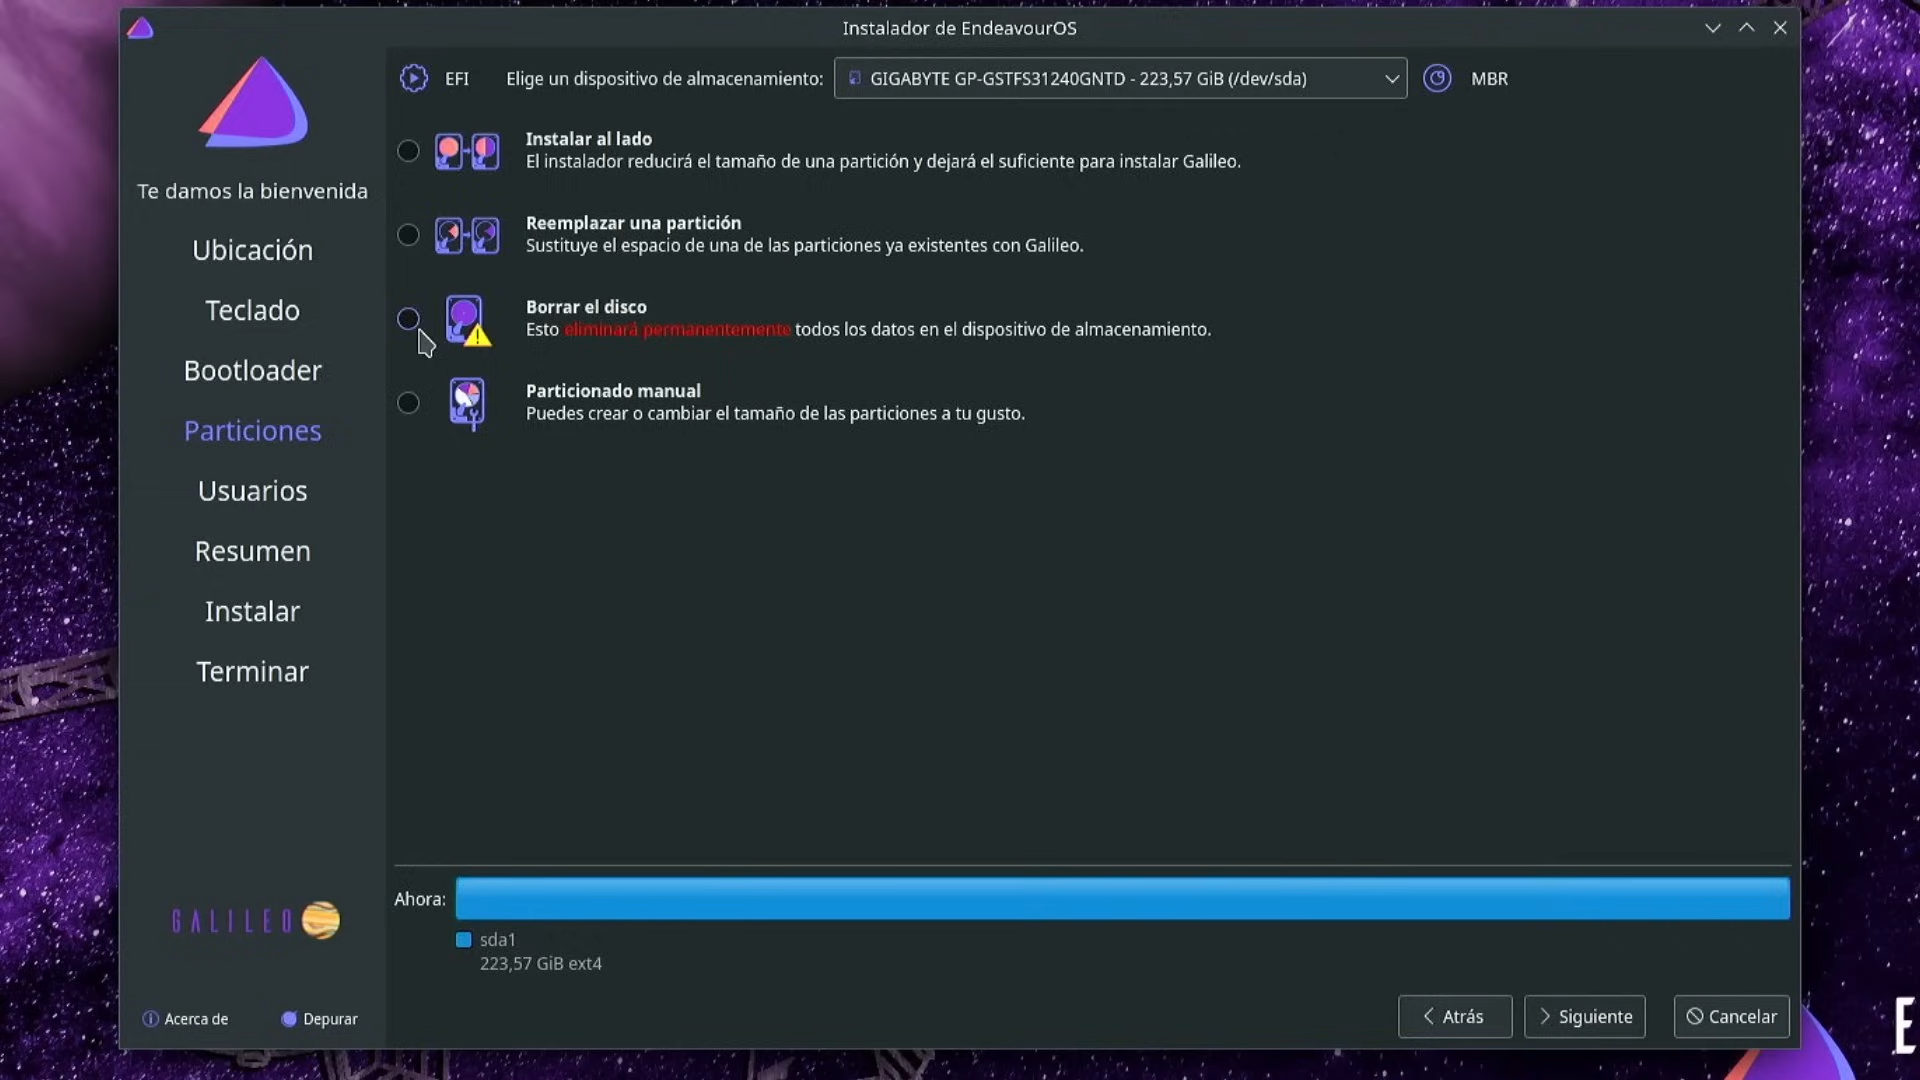 Instalador de EndeavourOS
EFI Elige un dispositivo de almacenamiento: GIGABYTE GP-GSTFS31240GNTD - 223,57 GiB (/dev/sda) MBR
Te damos la bienvenida
Ubicación
Teclado
Bootloader
Particiones
Usuarios
Resumen
Instalar
Terminar
GALILEO
Acerca de Depurar
Instalar al lado
El instalador reducirá el tamaño de una partición y dejará el suficiente para instalar Galileo.
Reemplazar una partición
Sustituye el espacio de una de las particiones ya existentes con Galileo.
Borrar el disco
Esto eliminará permanentemente todos los datos en el dispositivo de almacenamiento.
Particionado manual
Puedes crear o cambiar el tamaño de las particiones a tu gusto.
Ahora:
sda1
223,57 GiB ext4
Atrás Siguiente Cancelar
E